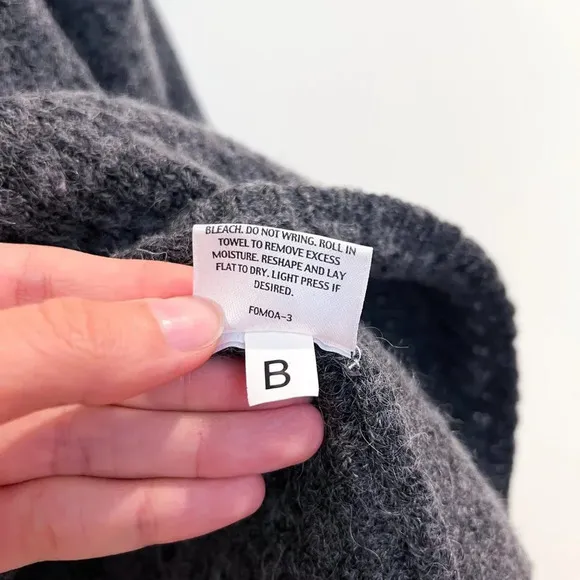 BLEACH. DO NOT WRING. ROLL IN
TOWEL TO REMOVE EXCESS
MOISTURE. RESHAPE AND LAY
FLAT TO DRY. LIGHT PRESS IF
DESIRED.
F0MOA-3
B